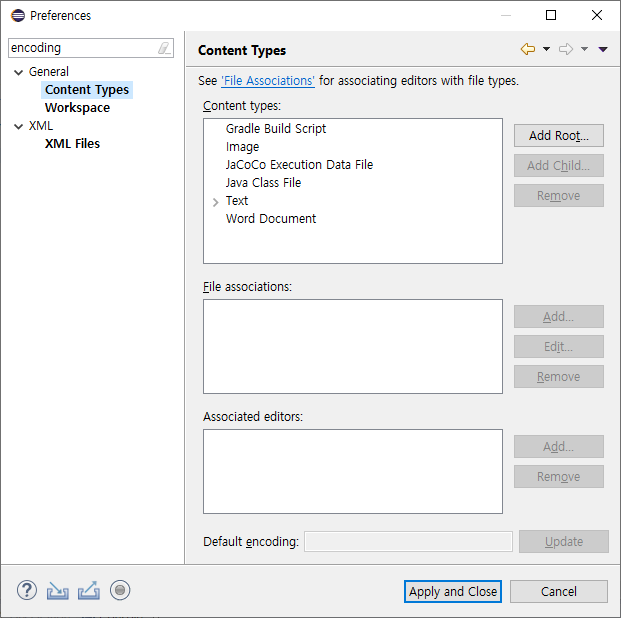 Preferences
encoding
General
Content Types
Workspace
XML
XML Files
Content Types
See 'File Associations' for associating editors with file types.
Content types:
Gradle Build Script
Image
JaCoCo Execution Data File
Java Class File
Text
Word Document
Add Root...
Add Child...
Remove
File associations:
Add...
Edit...
Remove
Associated editors:
Add...
Remove
Default encoding:
Update
Apply and Close
Cancel